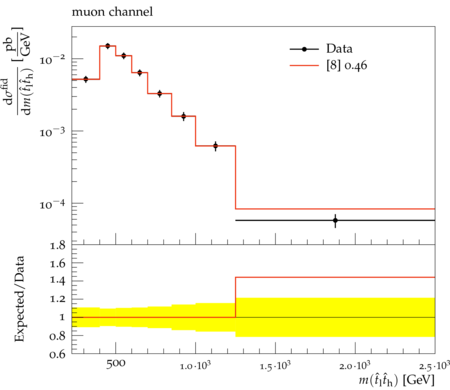 muon channel
dσ^fid / dm(t̂_l t̂_h) [pb/GeV]
Data
[8] 0.46
10^−2
10^−3
10^−4
Expected/Data
1.8
1.6
1.4
1.2
1
0.8
0.6
500 1.0·10^3 1.5·10^3 2.0·10^3 2.5·10^3
m(t̂_l t̂_h) [GeV]